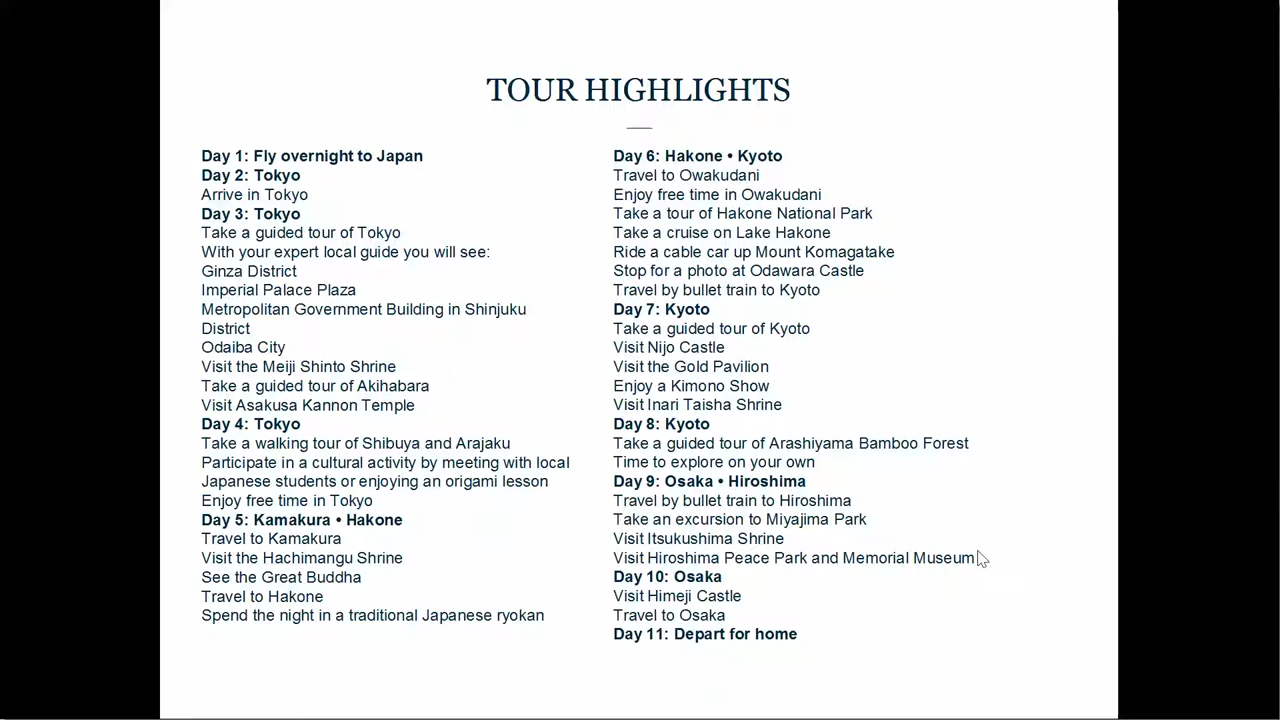 TOUR HIGHLIGHTS
Day 1: Fly overnight to Japan
Day 2: Tokyo
Arrive in Tokyo
Day 3: Tokyo
Take a guided tour of Tokyo
With your expert local guide you will see:
Ginza District
Imperial Palace Plaza
Metropolitan Government Building in Shinjuku
District
Odaiba City
Visit the Meiji Shinto Shrine
Take a guided tour of Akihabara
Visit Asakusa Kannon Temple
Day 4: Tokyo
Take a walking tour of Shibuya and Arajaku
Participate in a cultural activity by meeting with local
Japanese students or enjoying an origami lesson
Enjoy free time in Tokyo
Day 5: Kamakura • Hakone
Travel to Kamakura
Visit the Hachimangu Shrine
See the Great Buddha
Travel to Hakone
Spend the night in a traditional Japanese ryokan
Day 6: Hakone • Kyoto
Travel to Owakudani
Enjoy free time in Owakudani
Take a tour of Hakone National Park
Take a cruise on Lake Hakone
Ride a cable car up Mount Komagatake
Stop for a photo at Odawara Castle
Travel by bullet train to Kyoto
Day 7: Kyoto
Take a guided tour of Kyoto
Visit Nijo Castle
Visit the Gold Pavilion
Enjoy a Kimono Show
Visit Inari Taisha Shrine
Day 8: Kyoto
Take a guided tour of Arashiyama Bamboo Forest
Time to explore on your own
Day 9: Osaka • Hiroshima
Travel by bullet train to Hiroshima
Take an excursion to Miyajima Park
Visit Itsukushima Shrine
Visit Hiroshima Peace Park and Memorial Museum
Day 10: Osaka
Visit Himeji Castle
Travel to Osaka
Day 11: Depart for home